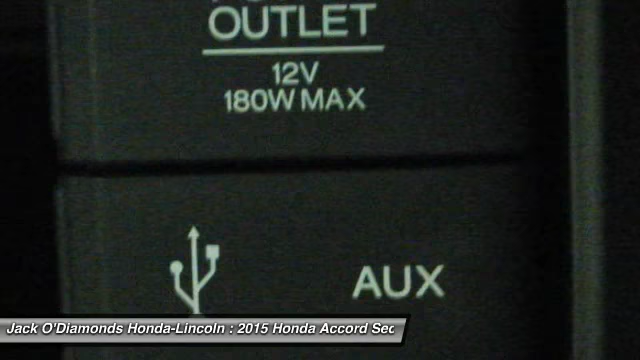 OUTLET
12V
180W MAX
AUX
Jack O'Diamonds Honda-Lincoln : 2015 Honda Accord Sec